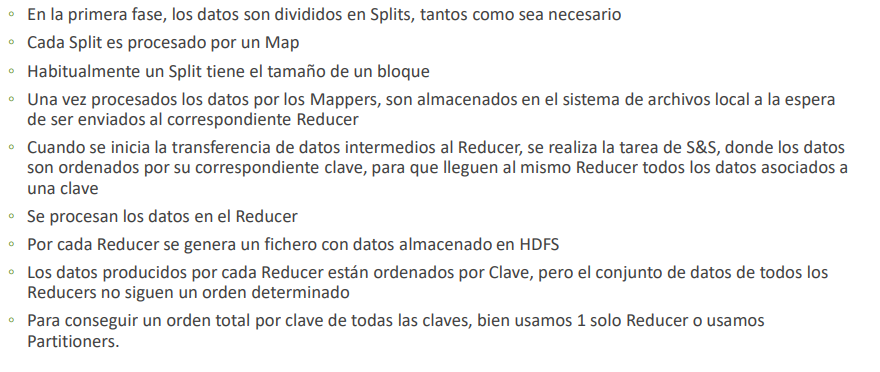 ◦ En la primera fase, los datos son divididos en Splits, tantos como sea necesario
◦ Cada Split es procesado por un Map
◦ Habitualmente un Split tiene el tamaño de un bloque
◦ Una vez procesados los datos por los Mappers, son almacenados en el sistema de archivos local a la espera
de ser enviados al correspondiente Reducer
◦ Cuando se inicia la transferencia de datos intermedios al Reducer, se realiza la tarea de S&S, donde los datos
son ordenados por su correspondiente clave, para que lleguen al mismo Reducer todos los datos asociados a
una clave
◦ Se procesan los datos en el Reducer
◦ Por cada Reducer se genera un fichero con datos almacenado en HDFS
◦ Los datos producidos por cada Reducer están ordenados por Clave, pero el conjunto de datos de todos los
Reducers no siguen un orden determinado
◦ Para conseguir un orden total por clave de todas las claves, bien usamos 1 solo Reducer o usamos
Partitioners.